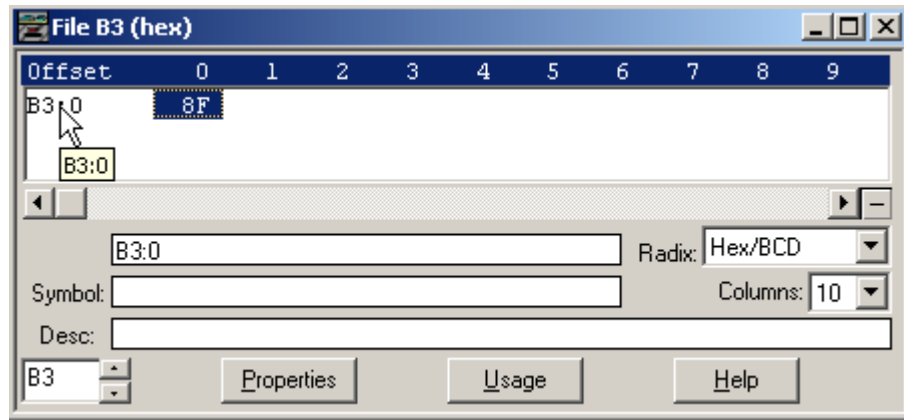 File B3 (hex)
Offset 0 1 2 3 4 5 6 7 8 9
B3:0 8F
B3:0
B3:0 Radix: Hex/BCD
Symbol: Columns: 10
Desc:
B3 Properties Usage Help